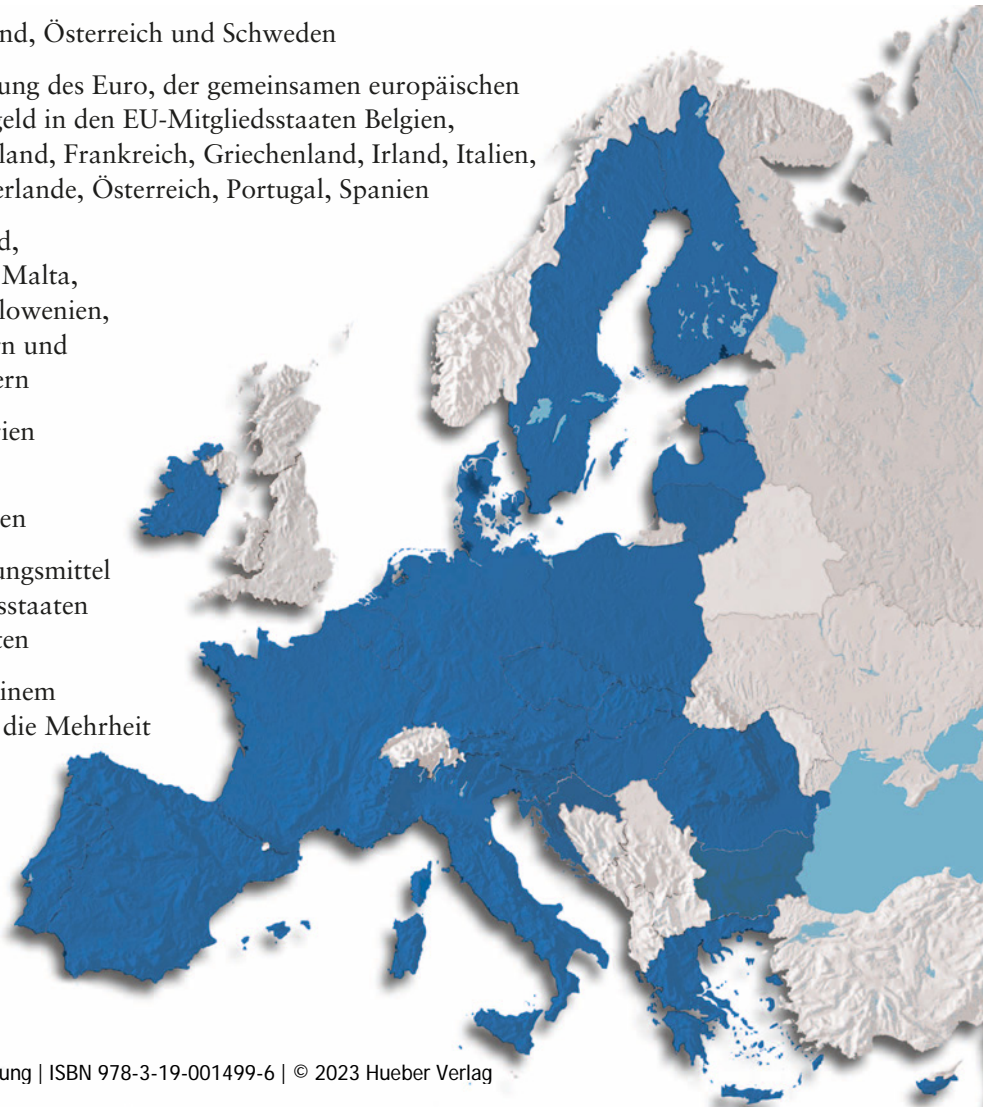 nd, Österreich und Schweden
ung des Euro, der gemeinsamen europäischen
geld in den EU-Mitgliedsstaaten Belgien,
land, Frankreich, Griechenland, Irland, Italien,
erlande, Österreich, Portugal, Spanien
d,
Malta,
lowenien,
rn und
ern
rien
en
ungsmittel
sstaaten
ten
inem
die Mehrheit
ung | ISBN 978-3-19-001499-6 | © 2023 Hueber Verlag